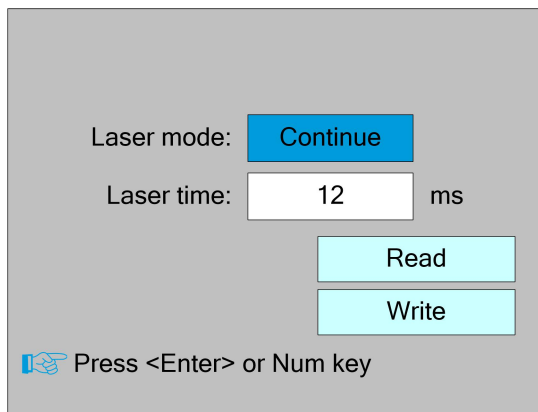 Laser mode: Continue
Laser time: 12 ms
Read
Write
Press <Enter> or Num key